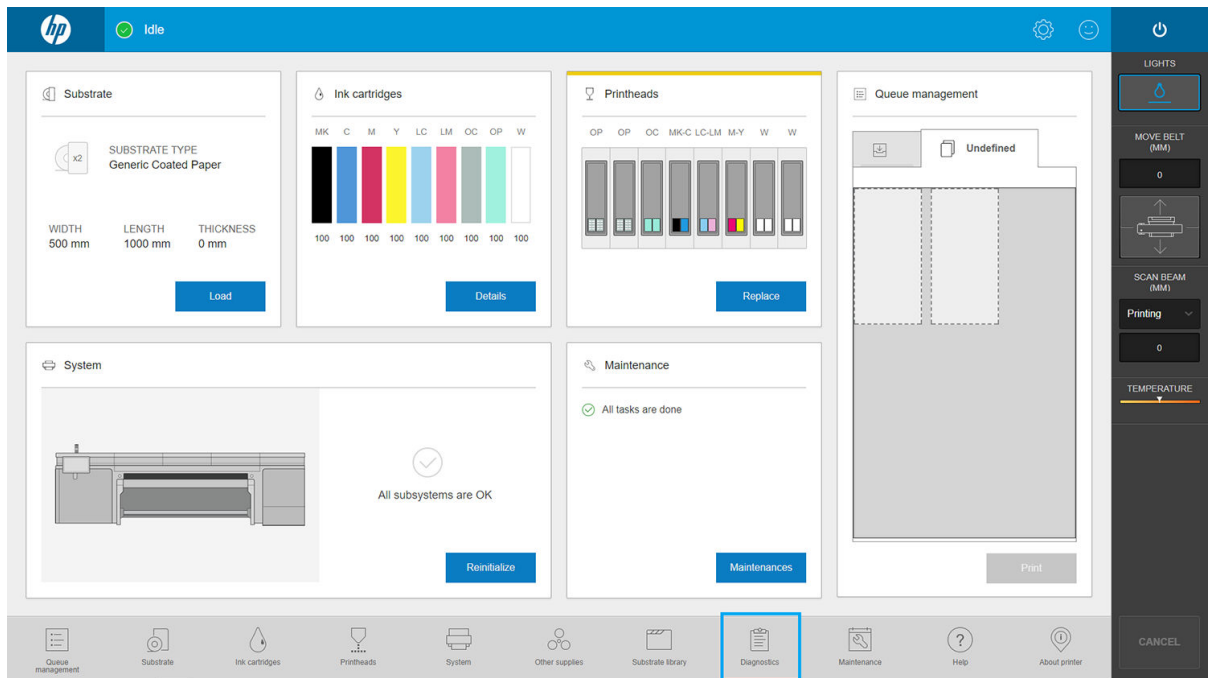 hp
Idle
Substrate
x2
SUBSTRATE TYPE
Generic Coated Paper
WIDTH
LENGTH
THICKNESS
500 mm
1000 mm
0 mm
Load
Ink cartridges
MK C M Y LC LM OC OP W
100 100 100 100 100 100 100 100 100
Details
Printheads
OP OP OC MK-C LC-LM M-Y W W
Replace
Queue management
Undefined
Print
System
All subsystems are OK
Reinitialize
Maintenance
All tasks are done
Maintenances
LIGHTS
MOVE BELT
(MM)
0
SCAN BEAM
(MM)
Printing
0
TEMPERATURE
CANCEL
Queue
management
Substrate
Ink cartridges
Printheads
System
Other supplies
Substrate library
Diagnostics
Maintenance
Help
About printer